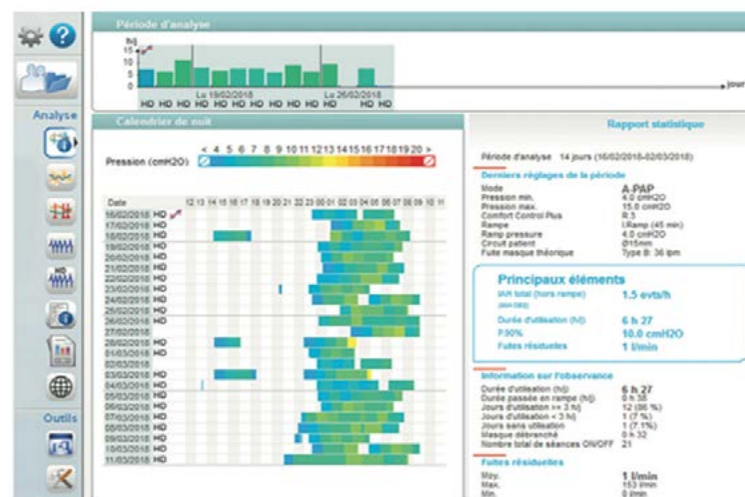 Période d'analyse
h/j
15
10
5
0
Lu 19/02/2018 Lu 26/02/2018
jour
HD HD HD HD HD HD HD HD HD HD HD HD HD
Analyse
Outils
Calendrier de nuit
< 4 5 6 7 8 9 10 11 12 13 14 15 16 17 18 19 20 >
Pression (cmH2O)
Date 12 13 14 15 16 17 18 19 20 21 22 23 00 01 02 03 04 05 06 07 08 09 10 11
16/02/2018 HD
17/02/2018 HD
18/02/2018 HD
19/02/2018 HD
20/02/2018 HD
21/02/2018 HD
22/02/2018 HD
23/02/2018 HD
24/02/2018 HD
25/02/2018 HD
26/02/2018 HD
27/02/2018
28/02/2018 HD
01/03/2018 HD
02/03/2018
03/03/2018 HD
04/03/2018 HD
05/03/2018 HD
06/03/2018 HD
07/03/2018 HD
08/03/2018 HD
09/03/2018 HD
10/03/2018 HD
11/03/2018 HD
Rapport statistique
Période d'analyse 14 jours (16/02/2018-02/03/2018)
Derniers réglages de la période
Mode A-PAP
Pression min. 4.0 cmH2O
Pression max. 15.0 cmH2O
Comfort Control Plus R.3
Rampe I.Ramp (45 min)
Ramp pressure 4.0 cmH2O
Circuit patient Ø15mm
Fuite masque théorique Type B: 36 lpm
Principaux éléments
IAH total (hors rampe) 1.5 evts/h
Durée d'utilisation (h/j) 6 h 27
P.90% 10.0 cmH2O
Fuites résiduelles 1 l/min
Information sur l'observance
Durée d'utilisation (h/j) 6 h 27
Durée passée en rampe (h/j) 0 h 38
Jours d'utilisation >= 3 h/j 12 (86 %)
Jours d'utilisation < 3 h/j 1 (7 %)
Jours sans utilisation 1 (7.1%)
Masque débranché 0 h 32
Nombre total de séances ON/OFF 21
Fuites résiduelles
Moy. 1 l/min
Max. 153 l/min
Min. 0 l/min